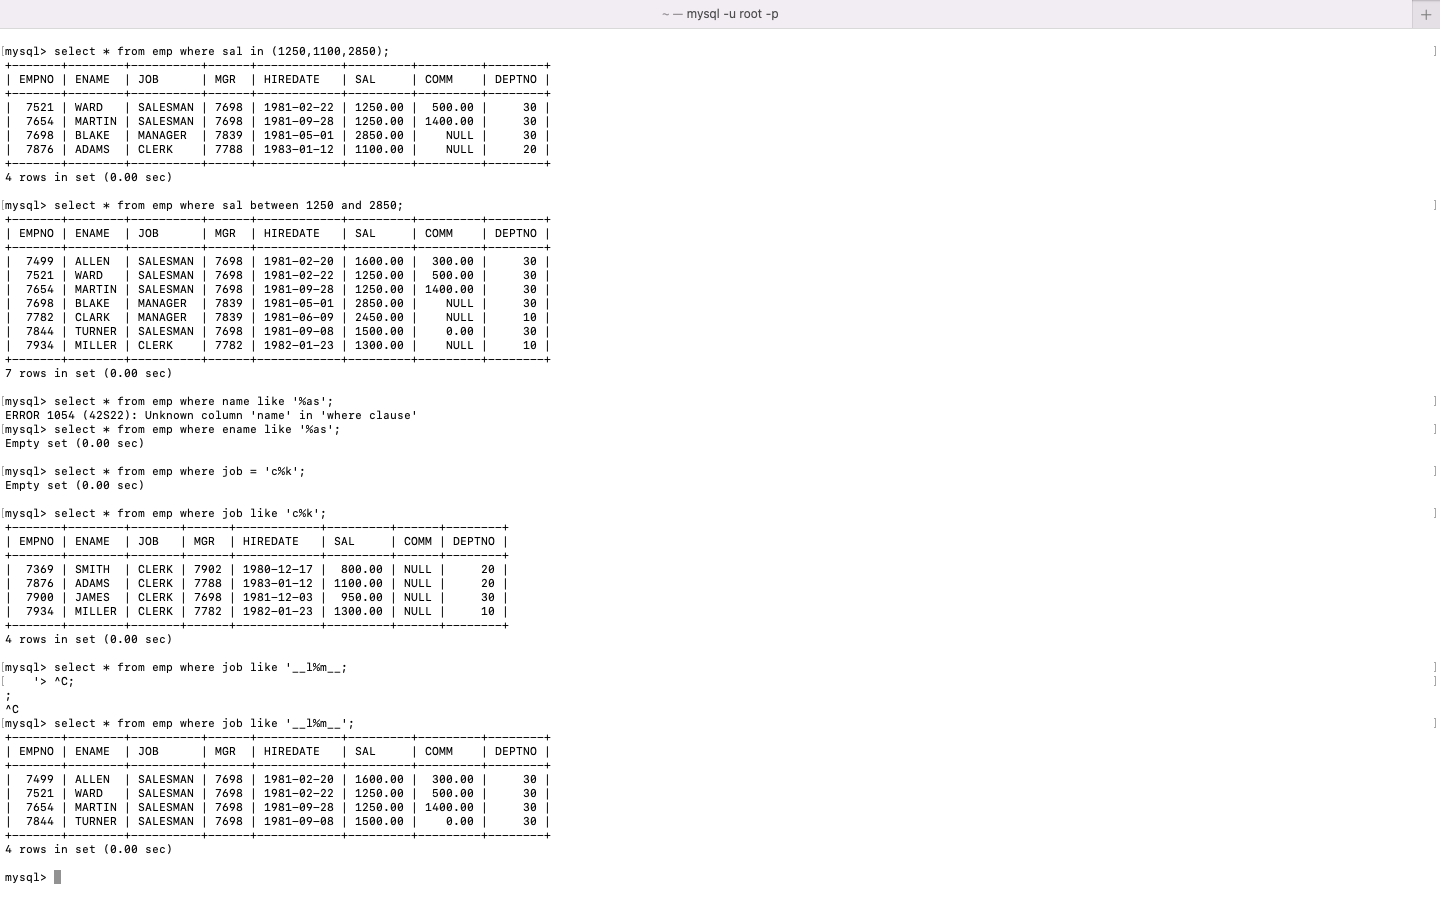 ~ — mysql -u root -p
+
[mysql> select * from emp where sal in (1250,1100,2850); ]
+-------+--------+----------+------+------------+---------+---------+--------+
| EMPNO | ENAME  | JOB      | MGR  | HIREDATE   | SAL     | COMM    | DEPTNO |
+-------+--------+----------+------+------------+---------+---------+--------+
|  7521 | WARD   | SALESMAN | 7698 | 1981-02-22 | 1250.00 |  500.00 |     30 |
|  7654 | MARTIN | SALESMAN | 7698 | 1981-09-28 | 1250.00 | 1400.00 |     30 |
|  7698 | BLAKE  | MANAGER  | 7839 | 1981-05-01 | 2850.00 |    NULL |     30 |
|  7876 | ADAMS  | CLERK    | 7788 | 1983-01-12 | 1100.00 |    NULL |     20 |
+-------+--------+----------+------+------------+---------+---------+--------+
4 rows in set (0.00 sec)
[mysql> select * from emp where sal between 1250 and 2850; ]
+-------+--------+----------+------+------------+---------+---------+--------+
| EMPNO | ENAME  | JOB      | MGR  | HIREDATE   | SAL     | COMM    | DEPTNO |
+-------+--------+----------+------+------------+---------+---------+--------+
|  7499 | ALLEN  | SALESMAN | 7698 | 1981-02-20 | 1600.00 |  300.00 |     30 |
|  7521 | WARD   | SALESMAN | 7698 | 1981-02-22 | 1250.00 |  500.00 |     30 |
|  7654 | MARTIN | SALESMAN | 7698 | 1981-09-28 | 1250.00 | 1400.00 |     30 |
|  7698 | BLAKE  | MANAGER  | 7839 | 1981-05-01 | 2850.00 |    NULL |     30 |
|  7782 | CLARK  | MANAGER  | 7839 | 1981-06-09 | 2450.00 |    NULL |     10 |
|  7844 | TURNER | SALESMAN | 7698 | 1981-09-08 | 1500.00 |    0.00 |     30 |
|  7934 | MILLER | CLERK    | 7782 | 1982-01-23 | 1300.00 |    NULL |     10 |
+-------+--------+----------+------+------------+---------+---------+--------+
7 rows in set (0.00 sec)
[mysql> select * from emp where name like '%as'; ]
ERROR 1054 (42S22): Unknown column 'name' in 'where clause'
[mysql> select * from emp where ename like '%as'; ]
Empty set (0.00 sec)
[mysql> select * from emp where job = 'c%k'; ]
Empty set (0.00 sec)
[mysql> select * from emp where job like 'c%k'; ]
+-------+--------+-------+------+------------+---------+------+--------+
| EMPNO | ENAME  | JOB   | MGR  | HIREDATE   | SAL     | COMM | DEPTNO |
+-------+--------+-------+------+------------+---------+------+--------+
|  7369 | SMITH  | CLERK | 7902 | 1980-12-17 |  800.00 | NULL |     20 |
|  7876 | ADAMS  | CLERK | 7788 | 1983-01-12 | 1100.00 | NULL |     20 |
|  7900 | JAMES  | CLERK | 7698 | 1981-12-03 |  950.00 | NULL |     30 |
|  7934 | MILLER | CLERK | 7782 | 1982-01-23 | 1300.00 | NULL |     10 |
+-------+--------+-------+------+------------+---------+------+--------+
4 rows in set (0.00 sec)
[mysql> select * from emp where job like '__l%m__; ]
[    '> ^C; ]
;
^C
[mysql> select * from emp where job like '__l%m__'; ]
+-------+--------+----------+------+------------+---------+---------+--------+
| EMPNO | ENAME  | JOB      | MGR  | HIREDATE   | SAL     | COMM    | DEPTNO |
+-------+--------+----------+------+------------+---------+---------+--------+
|  7499 | ALLEN  | SALESMAN | 7698 | 1981-02-20 | 1600.00 |  300.00 |     30 |
|  7521 | WARD   | SALESMAN | 7698 | 1981-02-22 | 1250.00 |  500.00 |     30 |
|  7654 | MARTIN | SALESMAN | 7698 | 1981-09-28 | 1250.00 | 1400.00 |     30 |
|  7844 | TURNER | SALESMAN | 7698 | 1981-09-08 | 1500.00 |    0.00 |     30 |
+-------+--------+----------+------+------------+---------+---------+--------+
4 rows in set (0.00 sec)
mysql>